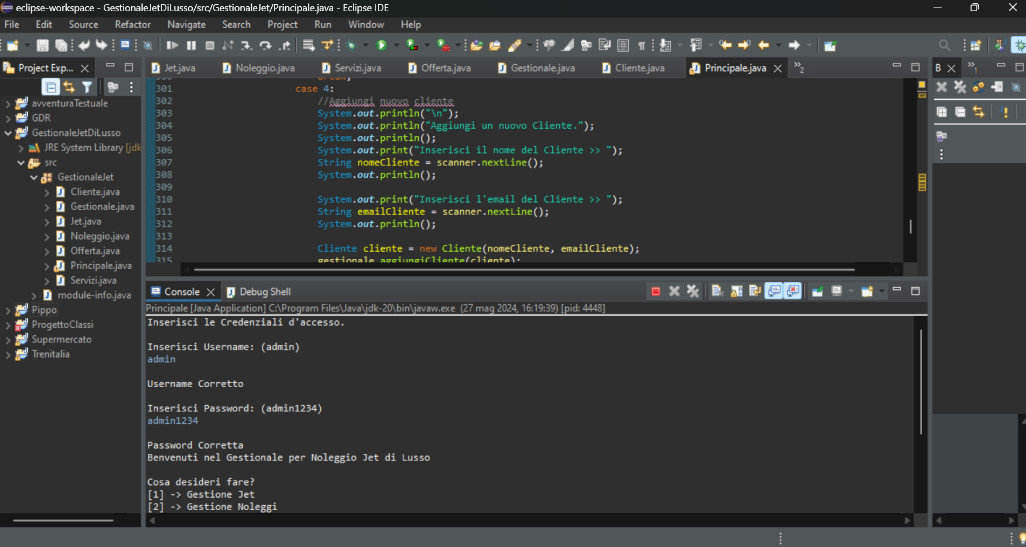 eclipse-workspace - GestionaleJetDiLusso/src/GestionaleJet/Principale.java - Eclipse IDE
File Edit Source Refactor Navigate Search Project Run Window Help
Project Exp...
Jet.java Noleggio.java Servizi.java Offerta.java Gestionale.java Cliente.java Principale.java »2
B »1
avventuraTestuale
GDR
GestionaleJetDiLusso
JRE System Library [jdk
src
GestionaleJet
Cliente.java
Gestionale.java
Jet.java
Noleggio.java
Offerta.java
Principale.java
Servizi.java
module-info.java
Pippo
ProgettoClassi
Supermercato
Trenitalia
break;
301 case 4:
302 //Aggiungi nuovo cliente
303 System.out.println("\n");
304 System.out.println("Aggiungi un nuovo Cliente.");
305 System.out.println();
306 System.out.print("Inserisci il nome del Cliente >> ");
307 String nomeCliente = scanner.nextLine();
308 System.out.println();
309
310 System.out.print("Inserisci l'email del Cliente >> ");
311 String emailCliente = scanner.nextLine();
312 System.out.println();
313
314 Cliente cliente = new Cliente(nomeCliente, emailCliente);
315 gestionale.aggiungiCliente(cliente);
Console Debug Shell
Principale [Java Application] C:\Program Files\Java\jdk-20\bin\javaw.exe (27 mag 2024, 16:19:39) [pid: 4448]
Inserisci le Credenziali d'accesso.
Inserisci Username: (admin)
admin
Username Corretto
Inserisci Password: (admin1234)
admin1234
Password Corretta
Benvenuti nel Gestionale per Noleggio Jet di Lusso
Cosa desideri fare?
[1] -> Gestione Jet
[2] -> Gestione Noleggi